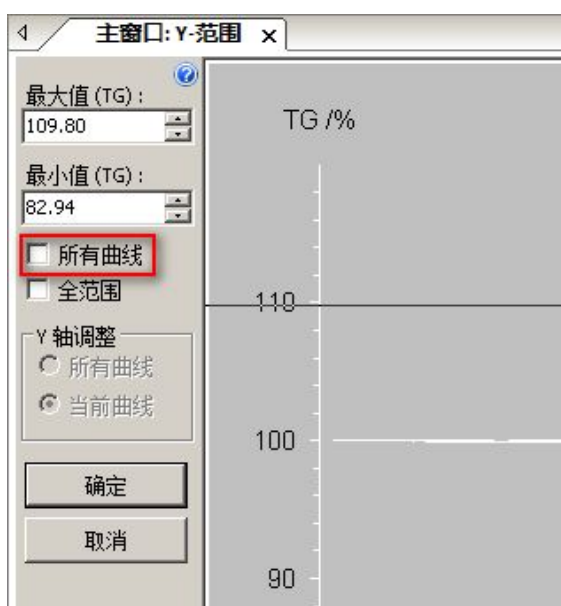 主窗口: Y-范围 x
?
最大值(TG):
109.80
最小值(TG):
82.94
所有曲线
全范围
Y 轴调整
所有曲线
当前曲线
确定
取消
TG /%
110
100
90